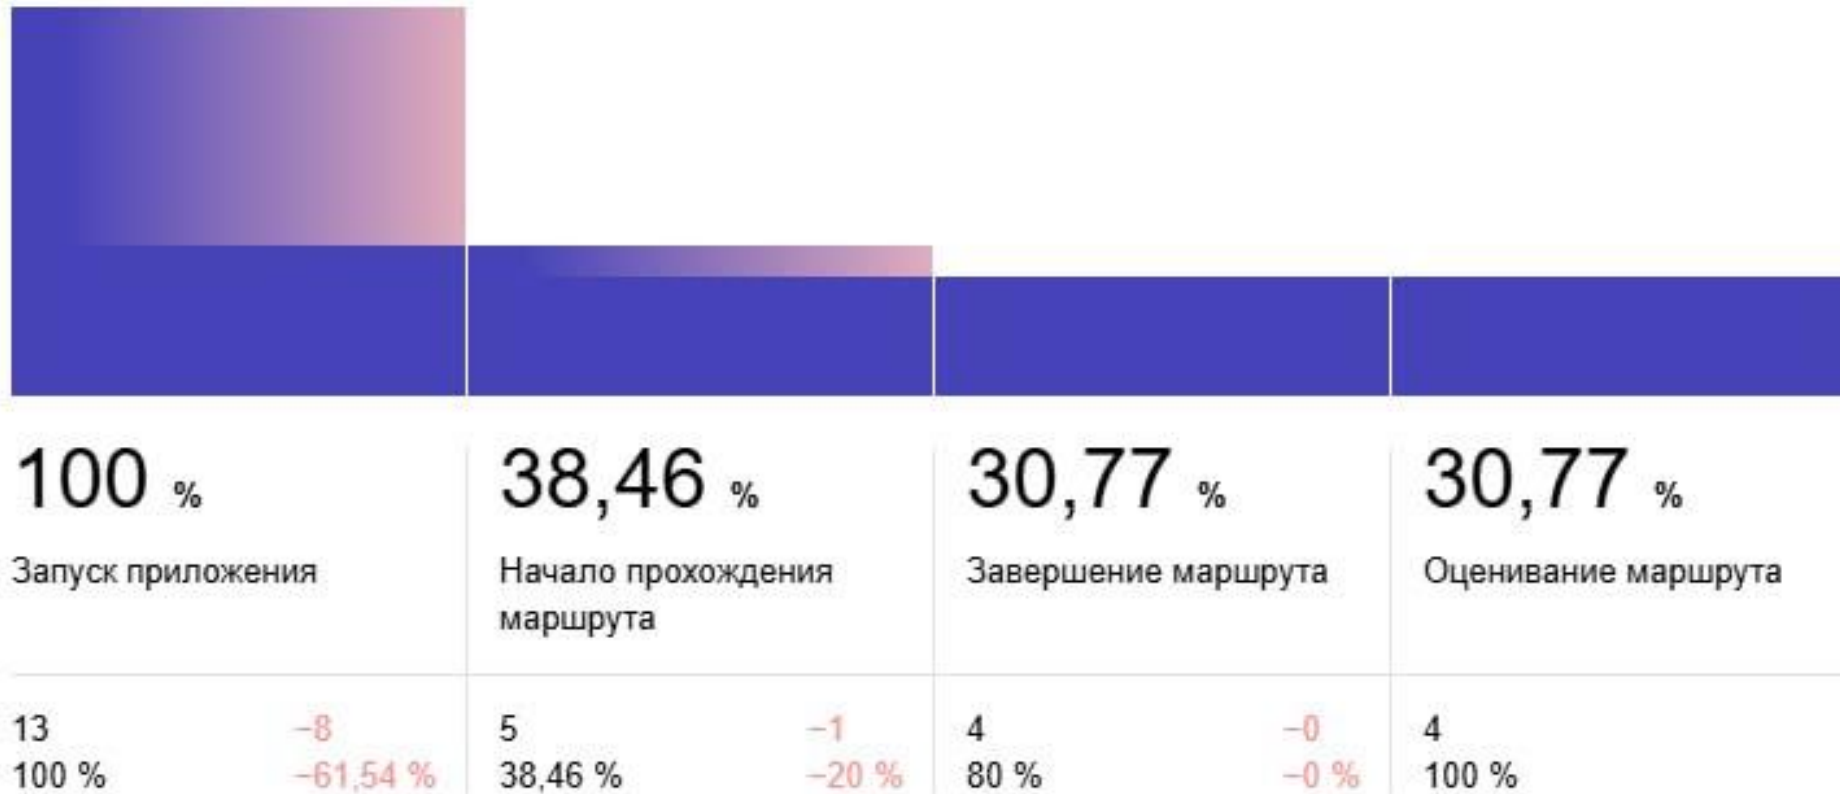 100 %
Запуск приложения
13 −8
100 % −61,54 %
38,46 %
Начало прохождения
маршрута
5 −1
38,46 % −20 %
30,77 %
Завершение маршрута
4 −0
80 % −0 %
30,77 %
Оценивание маршрута
4
100 %